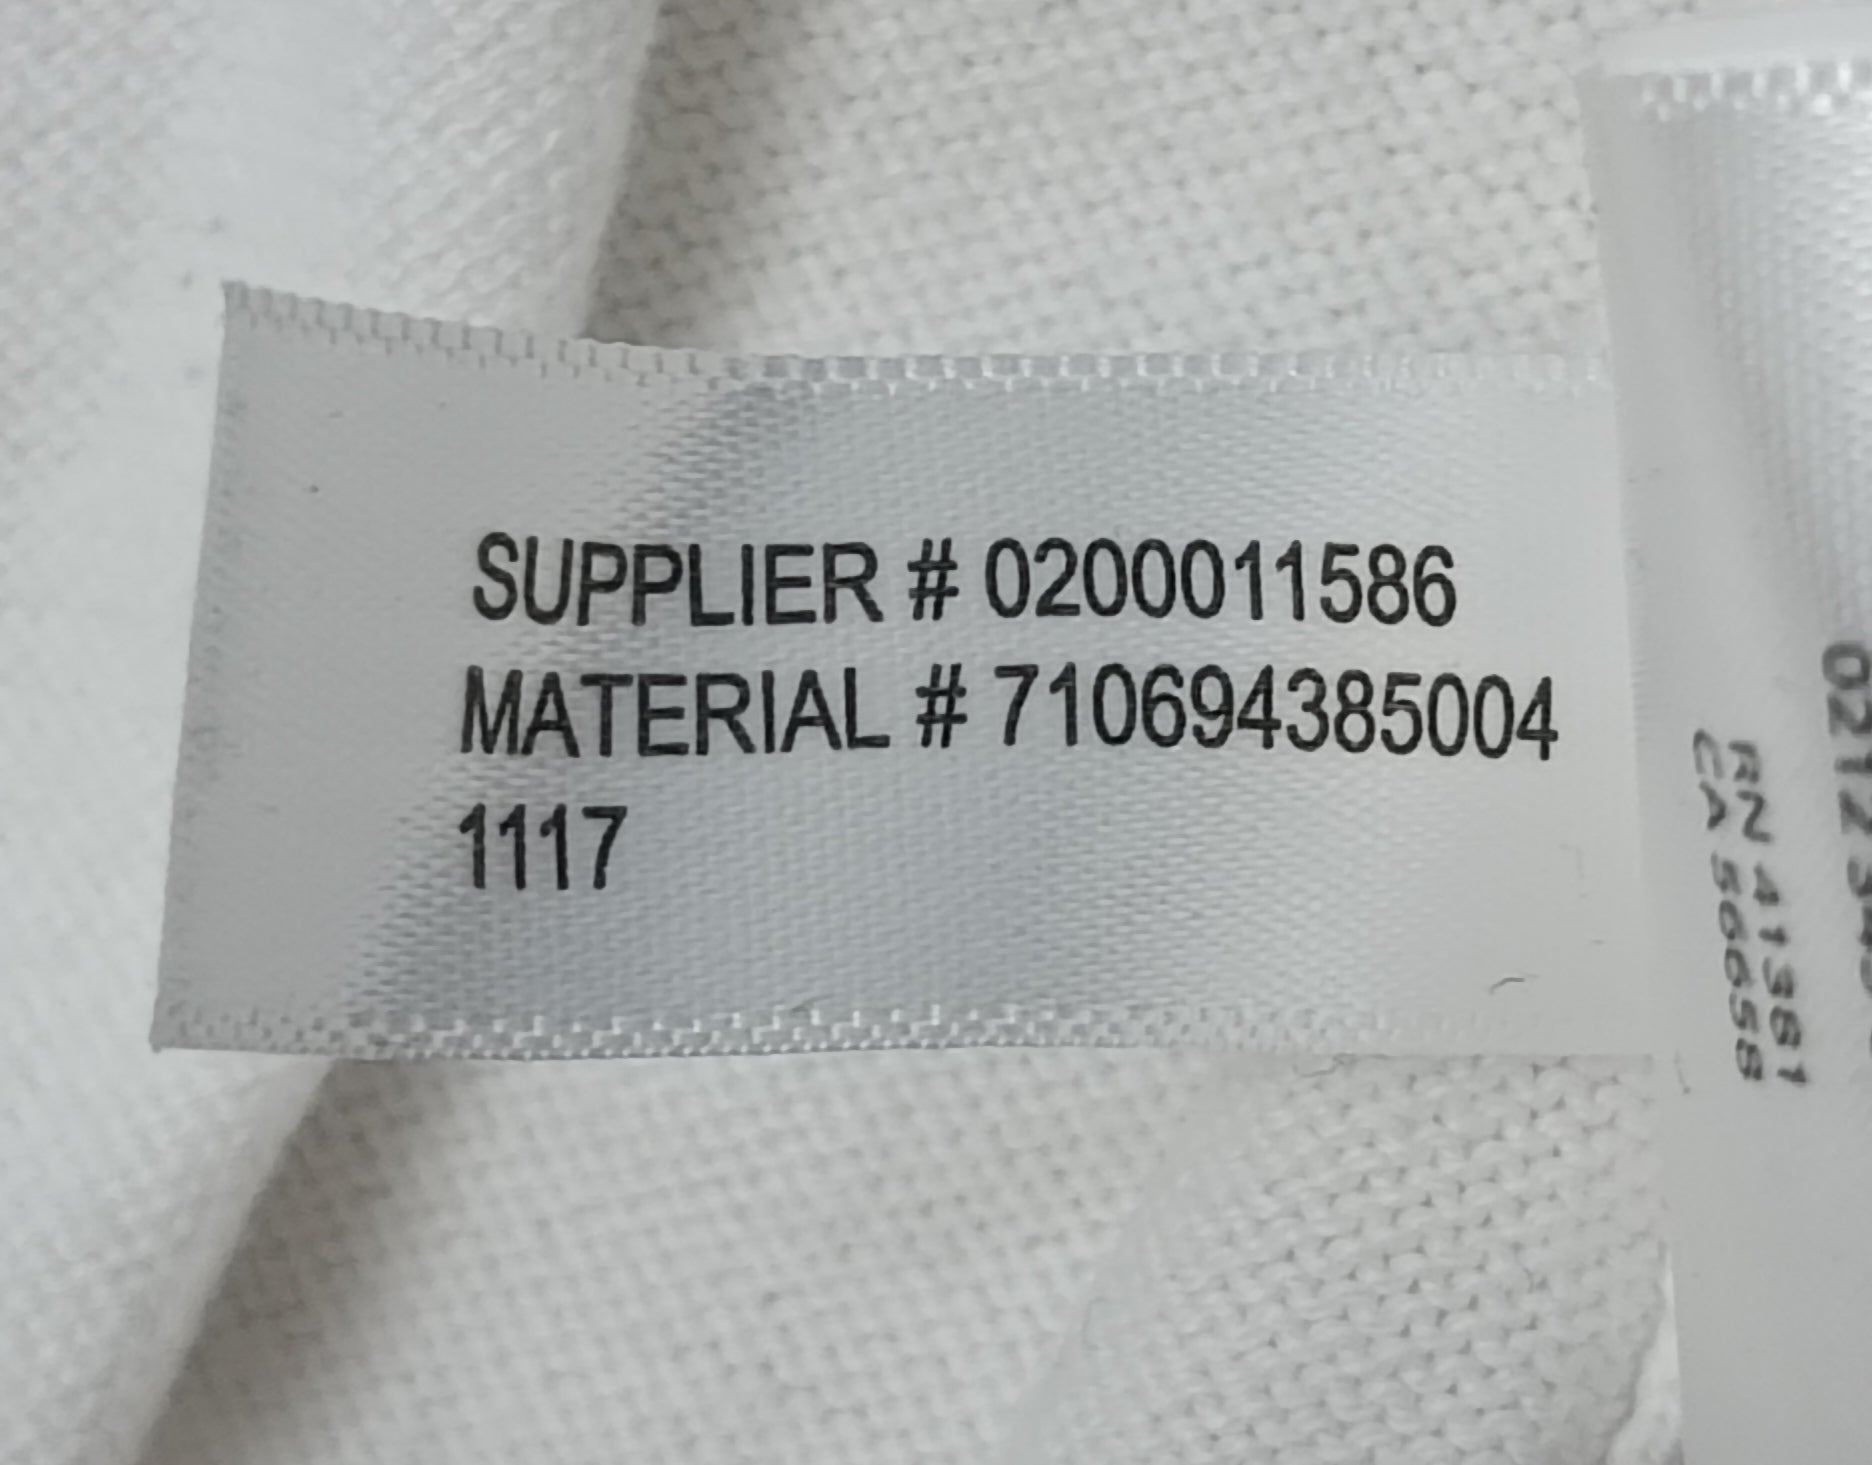 SUPPLIER # 0200011586
MATERIAL # 710694385004
1117
RN 41381
CA 56658